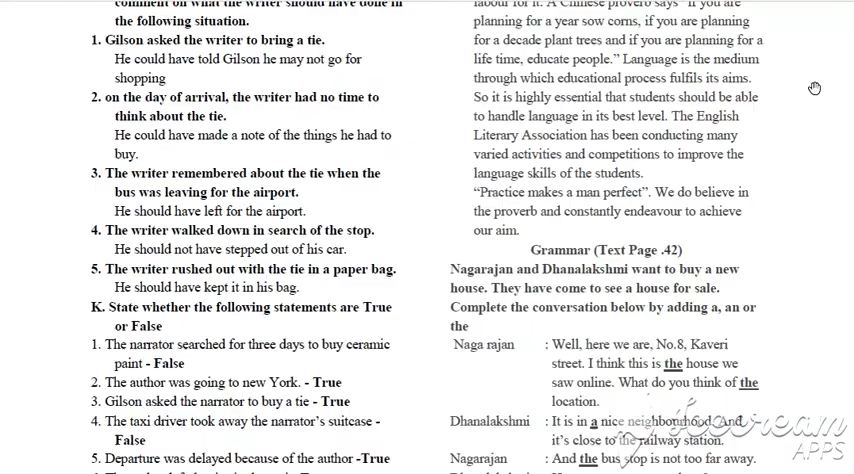 comment on what the writer should have done in
the following situation.
1. Gilson asked the writer to bring a tie.
He could have told Gilson he may not go for
shopping
2. on the day of arrival, the writer had no time to
think about the tie.
He could have made a note of the things he had to
buy.
3. The writer remembered about the tie when the
bus was leaving for the airport.
He should have left for the airport.
4. The writer walked down in search of the stop.
He should not have stepped out of his car.
5. The writer rushed out with the tie in a paper bag.
He should have kept it in his bag.
K. State whether the following statements are True
or False
1. The narrator searched for three days to buy ceramic
paint - False
2. The author was going to new York. - True
3. Gilson asked the narrator to buy a tie - True
4. The taxi driver took away the narrator's suitcase -
False
5. Departure was delayed because of the author -True
labour for it. A Chinese proverb says "if you are
planning for a year sow corns, if you are planning
for a decade plant trees and if you are planning for a
life time, educate people." Language is the medium
through which educational process fulfils its aims.
So it is highly essential that students should be able
to handle language in its best level. The English
Literary Association has been conducting many
varied activities and competitions to improve the
language skills of the students.
"Practice makes a man perfect". We do believe in
the proverb and constantly endeavour to achieve
our aim.
Grammar (Text Page .42)
Nagarajan and Dhanalakshmi want to buy a new
house. They have come to see a house for sale.
Complete the conversation below by adding a, an or
the
Naga rajan : Well, here we are, No.8, Kaveri
street. I think this is the house we
saw online. What do you think of the
location.
Dhanalakshmi : It is in a nice neighbourhood. And
it's close to the railway station.
Nagarajan : And the bus stop is not too far away.
Icecream
APPS